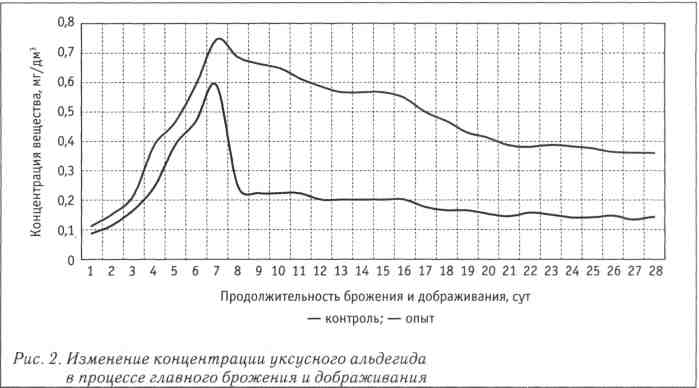 0,8
0,7
0,6
0,5
0,4
0,3
0,2
0,1
0
Концентрация вещества, мг/дм³
1 2 3 4 5 6 7 8 9 10 11 12 13 14 15 16 17 18 19 20 21 22 23 24 25 26 27 28
Продолжительность брожения и дображивания, сут
— контроль; — опыт
Рис. 2. Изменение концентрации уксусного альдегида
в процессе главного брожения и дображивания